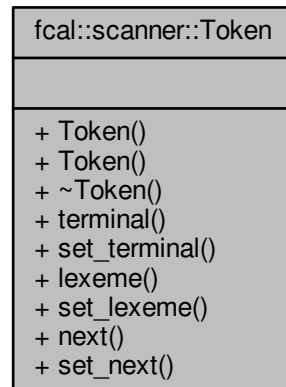 fcal::scanner::Token
+ Token()
+ Token()
+ ~Token()
+ terminal()
+ set_terminal()
+ lexeme()
+ set_lexeme()
+ next()
+ set_next()